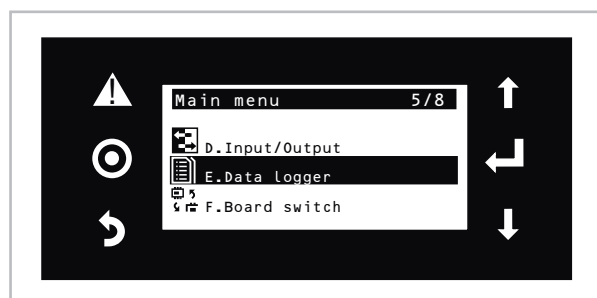 Main menu 5/8
D.Input/Output
E.Data logger
F.Board switch